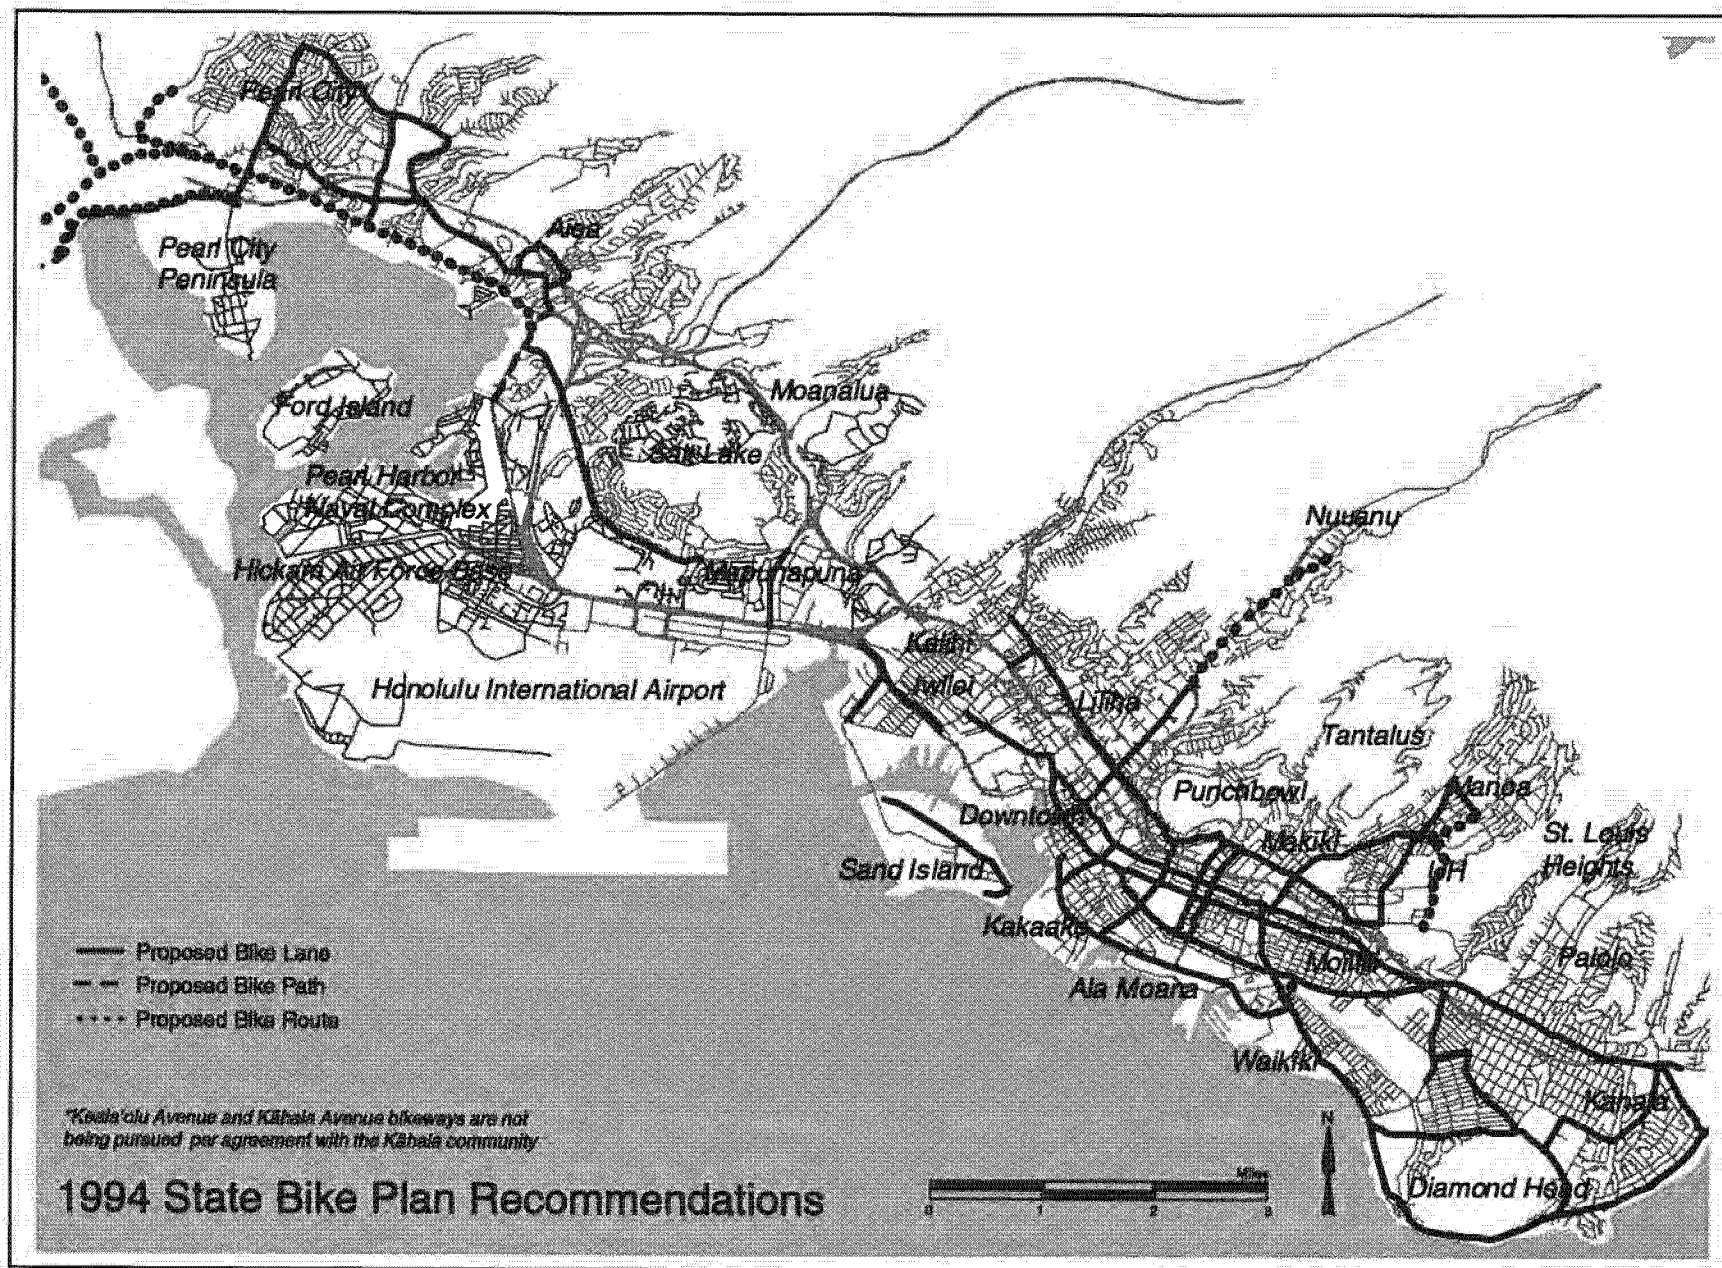 Pearl City
Aiea
Pearl City
Peninsula
Moanalua
Ford Island
Salt Lake
Pearl Harbor
Naval Complex
Nuuanu
Hickam Air Force Base
Mapunapuna
Kalihi
Honolulu International Airport
Iwilei
Liliha
Tantalus
Punchbowl
Manoa
Downtown
Makiki
St. Louis
Heights
Sand Island
UH
Kakaako
Proposed Bike Lane
Moiliili
Palolo
Proposed Bike Path
Ala Moana
Proposed Bike Route
Waikiki
Kahala
*Keala'olu Avenue and Kāhala Avenue bikeways are not
being pursued per agreement with the Kāhala community
N
1994 State Bike Plan Recommendations
Miles
0 1 2 3
Diamond Head